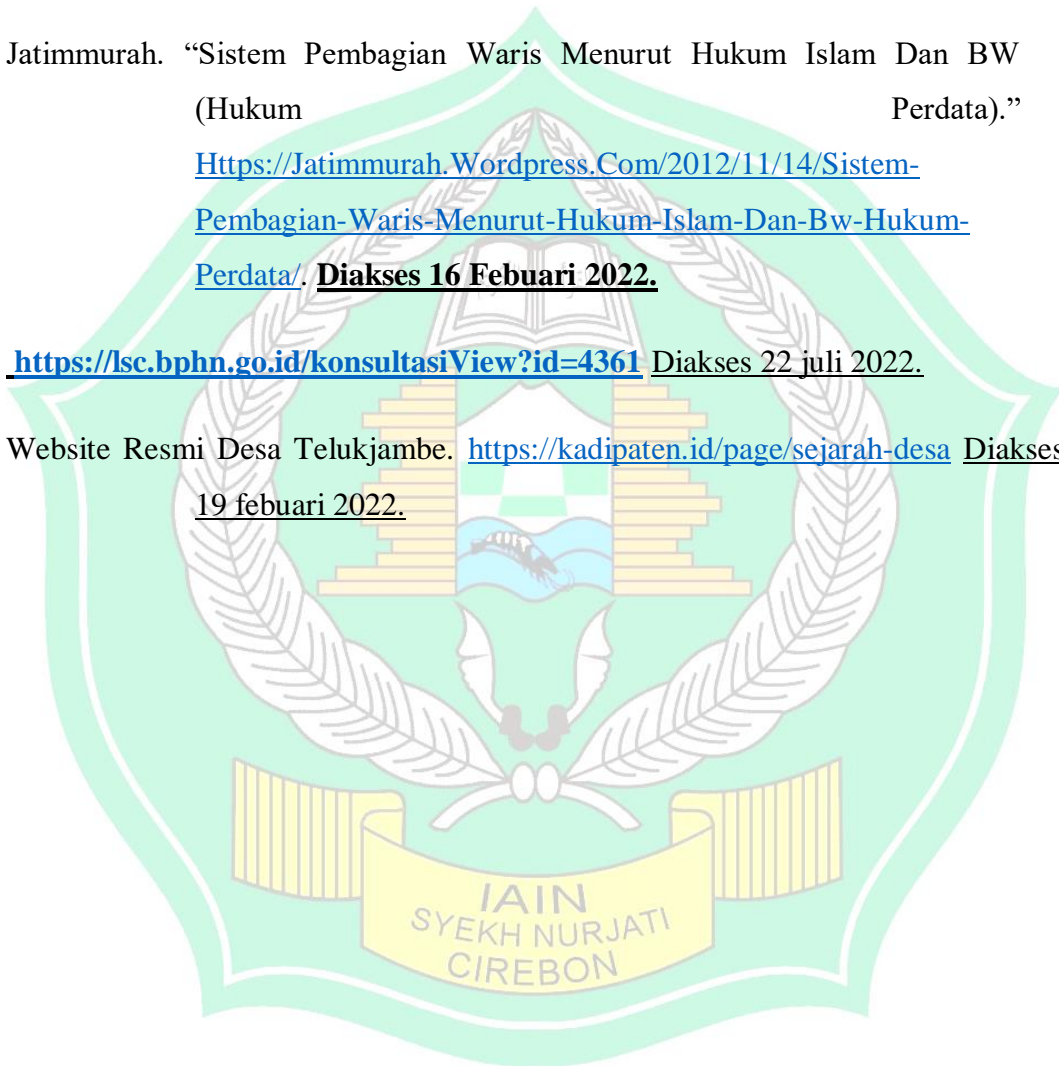 Jatimmurah. “Sistem Pembagian Waris Menurut Hukum Islam Dan BW
(Hukum Perdata).”
Https://Jatimmurah.Wordpress.Com/2012/11/14/Sistem-
Pembagian-Waris-Menurut-Hukum-Islam-Dan-Bw-Hukum-
Perdata/. Diakses 16 Febuari 2022.
https://lsc.bphn.go.id/konsultasiView?id=4361 Diakses 22 juli 2022.
Website Resmi Desa Telukjambe. https://kadipaten.id/page/sejarah-desa Diakses
19 febuari 2022.
IAIN
SYEKH NURJATI
CIREBON